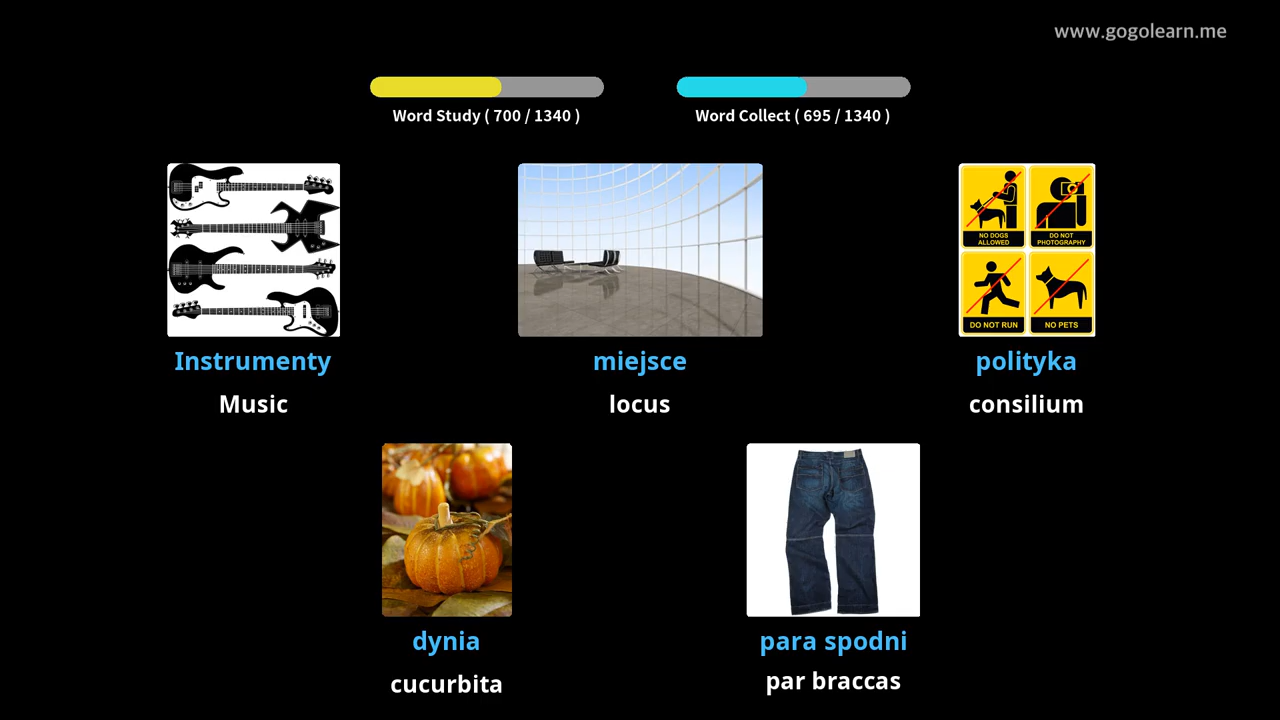 www.gogolearn.me
Word Study ( 700 / 1340 )
Word Collect ( 695 / 1340 )
NO DOGS
ALLOWED
DO NOT
PHOTOGRAPHY
DO NOT RUN
NO PETS
Instrumenty
miejsce
polityka
Music
locus
consilium
dynia
para spodni
cucurbita
par braccas